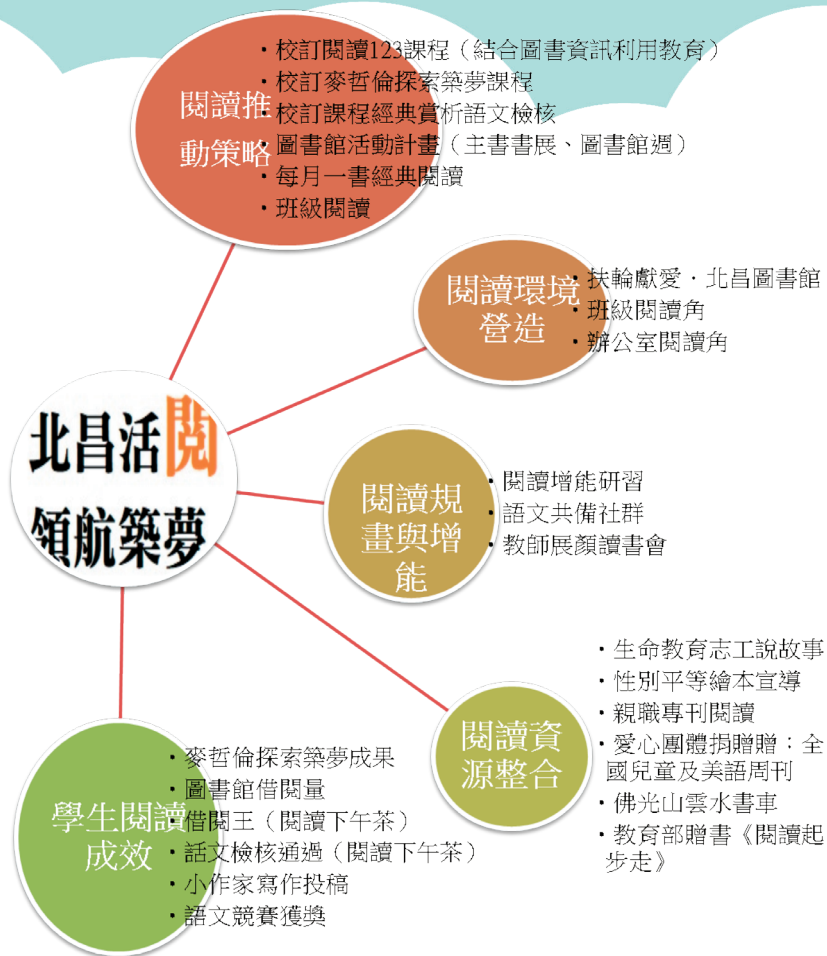 閱讀推
動策略
・校訂閱讀123課程（結合圖書資訊利用教育）
・校訂麥哲倫探索築夢課程
・校訂課程經典賞析語文檢核
・圖書館活動計畫（主書書展、圖書館週）
・每月一書經典閱讀
・班級閱讀
閱讀環境
營造
・扶輪獻愛・北昌圖書館
・班級閱讀角
・辦公室閱讀角
北昌活閱
領航築夢
閱讀規
畫與增
能
・閱讀增能研習
・語文共備社群
・教師展顏讀書會
閱讀資
源整合
・生命教育志工說故事
・性別平等繪本宣導
・親職專刊閱讀
・愛心團體捐贈贈：全
國兒童及美語周刊
・佛光山雲水書車
・教育部贈書《閱讀起
步走》
學生閱讀
成效
・麥哲倫探索築夢成果
・圖書館借閱量
・借閱王（閱讀下午茶）
・話文檢核通過（閱讀下午茶）
・小作家寫作投稿
・語文競賽獲獎